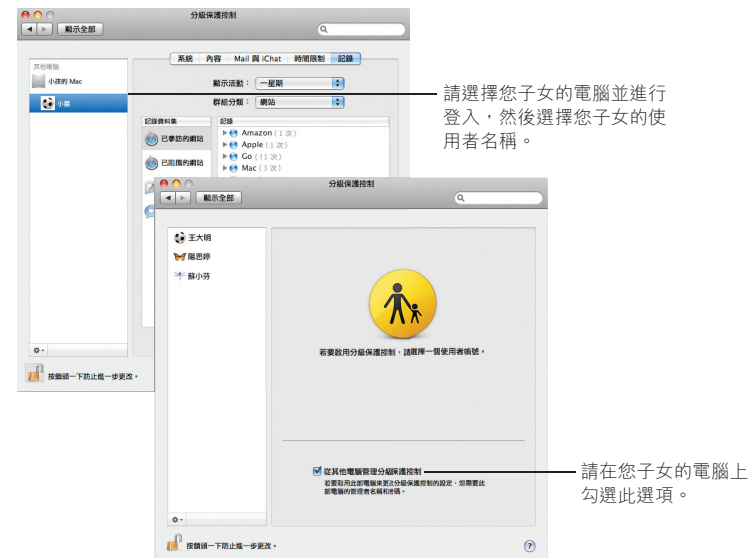 分級保護控制
顯示全部
其他電腦
小孩的 Mac
小龍
系統 內容 Mail 與 iChat 時間限制 記錄
顯示活動： 一星期
群組分類： 網站
記錄資料集
已參訪的網站
已阻擋的網站
記錄
Amazon（1 次）
Apple（1 次）
Go（11 次）
Mac（3 次）
按鎖頭一下防止進一步更改。
請選擇您子女的電腦並進行
登入，然後選擇您子女的使
用者名稱。
分級保護控制
顯示全部
王大明
陽思婷
蘇小芬
若要啟用分級保護控制，請選擇一個使用者帳號。
從其他電腦管理分級保護控制
若要取用此部電腦來更改分級保護控制的設定，您需要此
部電腦的管理者名稱和密碼。
按鎖頭一下防止進一步更改。
請在您子女的電腦上
勾選此選項。